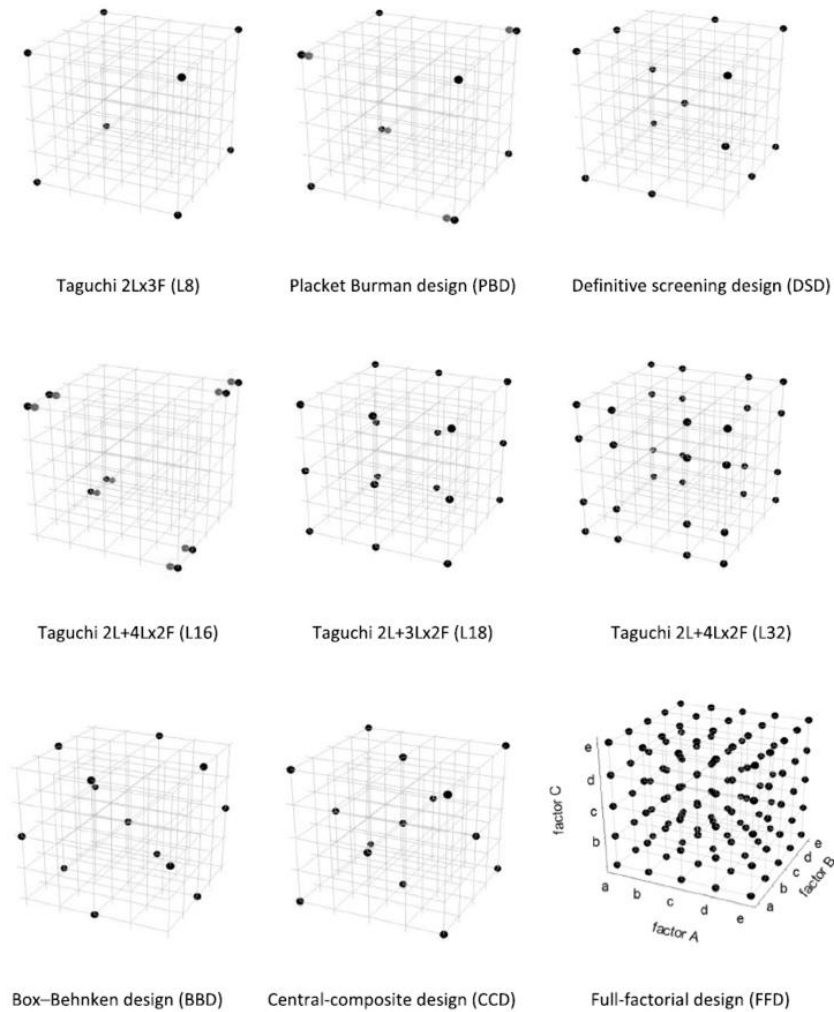 Taguchi 2Lx3F (L8)
Placket Burman design (PBD)
Definitive screening design (DSD)
Taguchi 2L+4Lx2F (L16)
Taguchi 2L+3Lx2F (L18)
Taguchi 2L+4Lx2F (L32)
factor C
e
d
c
b
a
b
c
d
e
factor A
a
b
c
d
e
factor B
Box–Behnken design (BBD)
Central-composite design (CCD)
Full-factorial design (FFD)